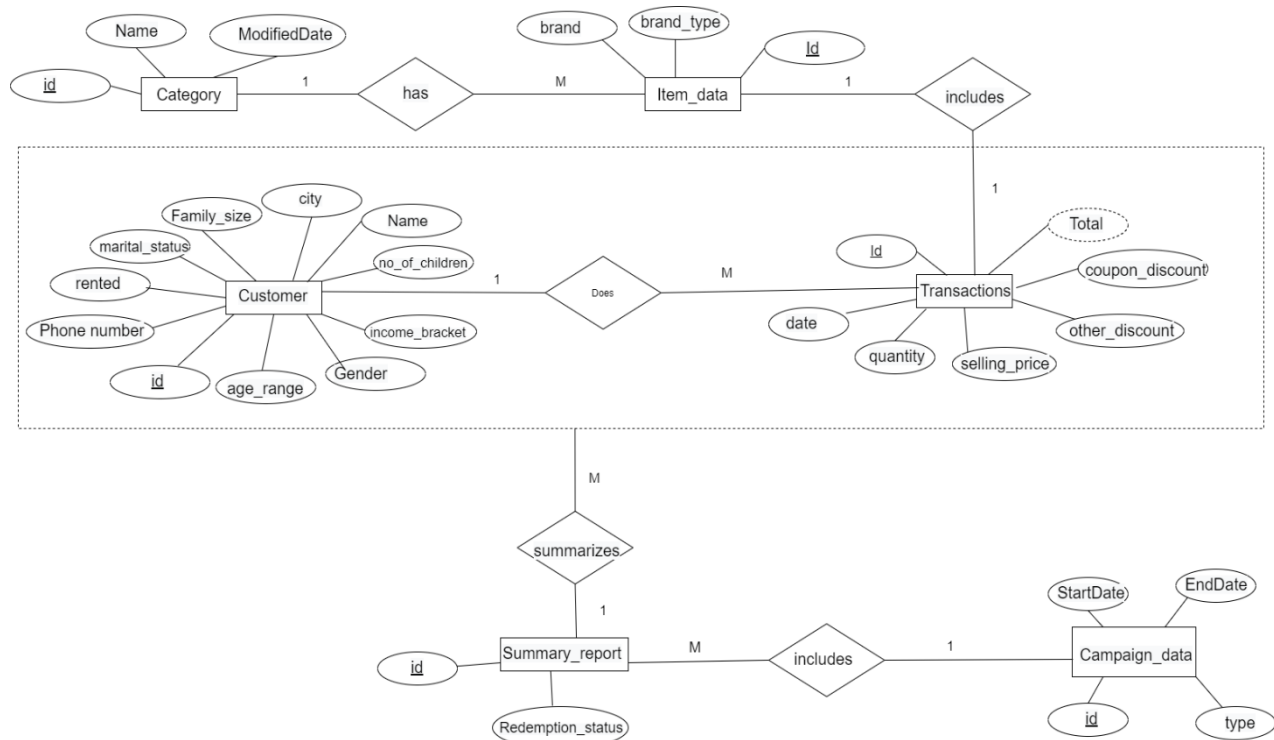 Name
ModifiedDate
id
Category
1
has
M
brand
brand_type
Id
Item_data
1
includes
1
Family_size
city
Name
marital_status
no_of_children
rented
Customer
Phone number
income_bracket
id
age_range
Gender
1
Does
M
Total
Id
coupon_discount
Transactions
date
other_discount
quantity
selling_price
M
summarizes
1
Summary_report
id
Redemption_status
M
includes
1
StartDate
EndDate
Campaign_data
id
type